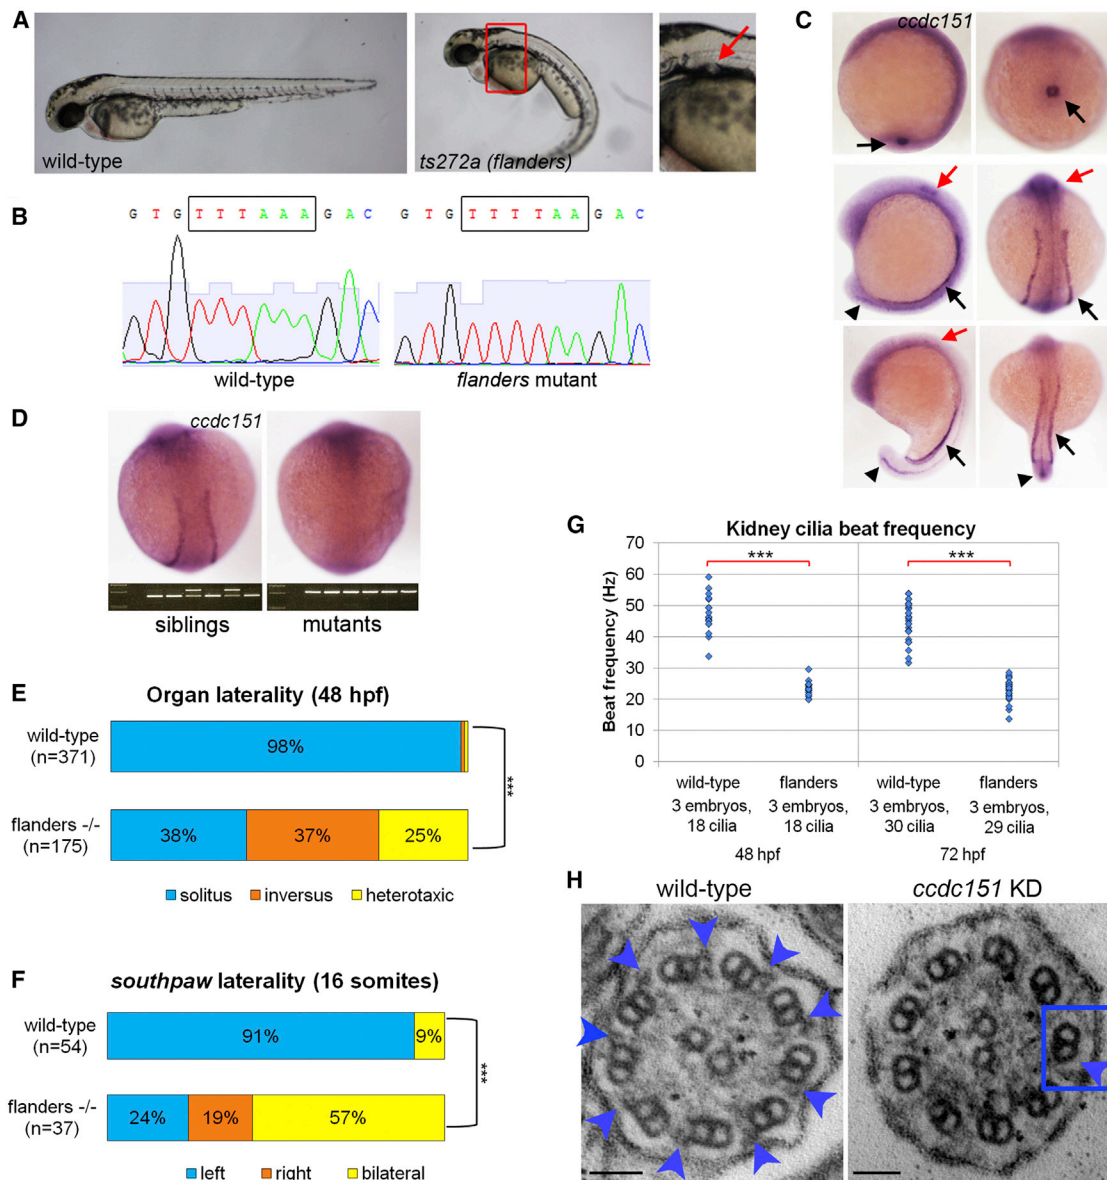 A
wild-type
ts272a (flanders)
B
G T G T T T A A A G A C
G T G T T T T A A G A C
wild-type
flanders mutant
C
ccdc151
D
ccdc151
siblings
mutants
E
Organ laterality (48 hpf)
wild-type
(n=371)
98%
***
flanders -/-
(n=175)
38%
37%
25%
solitus
inversus
heterotaxic
F
southpaw laterality (16 somites)
wild-type
(n=54)
91%
9%
***
flanders -/-
(n=37)
24%
19%
57%
left
right
bilateral
G
Kidney cilia beat frequency
Beat frequency (Hz)
70
60
50
40
30
20
10
0
***
***
wild-type
3 embryos,
18 cilia
flanders
3 embryos,
18 cilia
wild-type
3 embryos,
30 cilia
flanders
3 embryos,
29 cilia
48 hpf
72 hpf
H
wild-type
ccdc151 KD